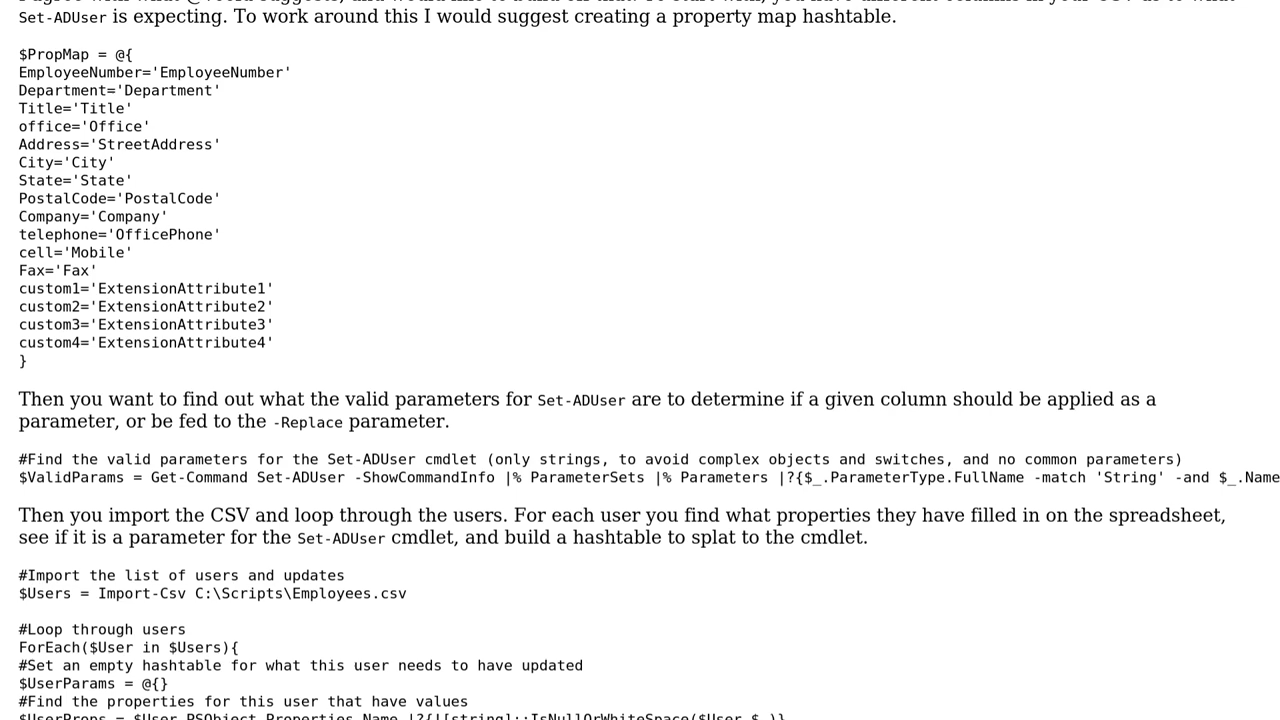 Set-ADUser is expecting. To work around this I would suggest creating a property map hashtable.
$PropMap = @{
EmployeeNumber='EmployeeNumber'
Department='Department'
Title='Title'
office='Office'
Address='StreetAddress'
City='City'
State='State'
PostalCode='PostalCode'
Company='Company'
telephone='OfficePhone'
cell='Mobile'
Fax='Fax'
custom1='ExtensionAttribute1'
custom2='ExtensionAttribute2'
custom3='ExtensionAttribute3'
custom4='ExtensionAttribute4'
}
Then you want to find out what the valid parameters for Set-ADUser are to determine if a given column should be applied as a
parameter, or be fed to the -Replace parameter.
#Find the valid parameters for the Set-ADUser cmdlet (only strings, to avoid complex objects and switches, and no common parameters)
$ValidParams = Get-Command Set-ADUser -ShowCommandInfo |% ParameterSets |% Parameters |?{$_.ParameterType.FullName -match 'String' -and $_.Name
Then you import the CSV and loop through the users. For each user you find what properties they have filled in on the spreadsheet,
see if it is a parameter for the Set-ADUser cmdlet, and build a hashtable to splat to the cmdlet.
#Import the list of users and updates
$Users = Import-Csv C:\Scripts\Employees.csv
#Loop through users
ForEach($User in $Users){
#Set an empty hashtable for what this user needs to have updated
$UserParams = @{}
#Find the properties for this user that have values
$UserProps = $User.PSObject.Properties.Name |?{![string]::IsNullOrWhiteSpace($User.$_)}